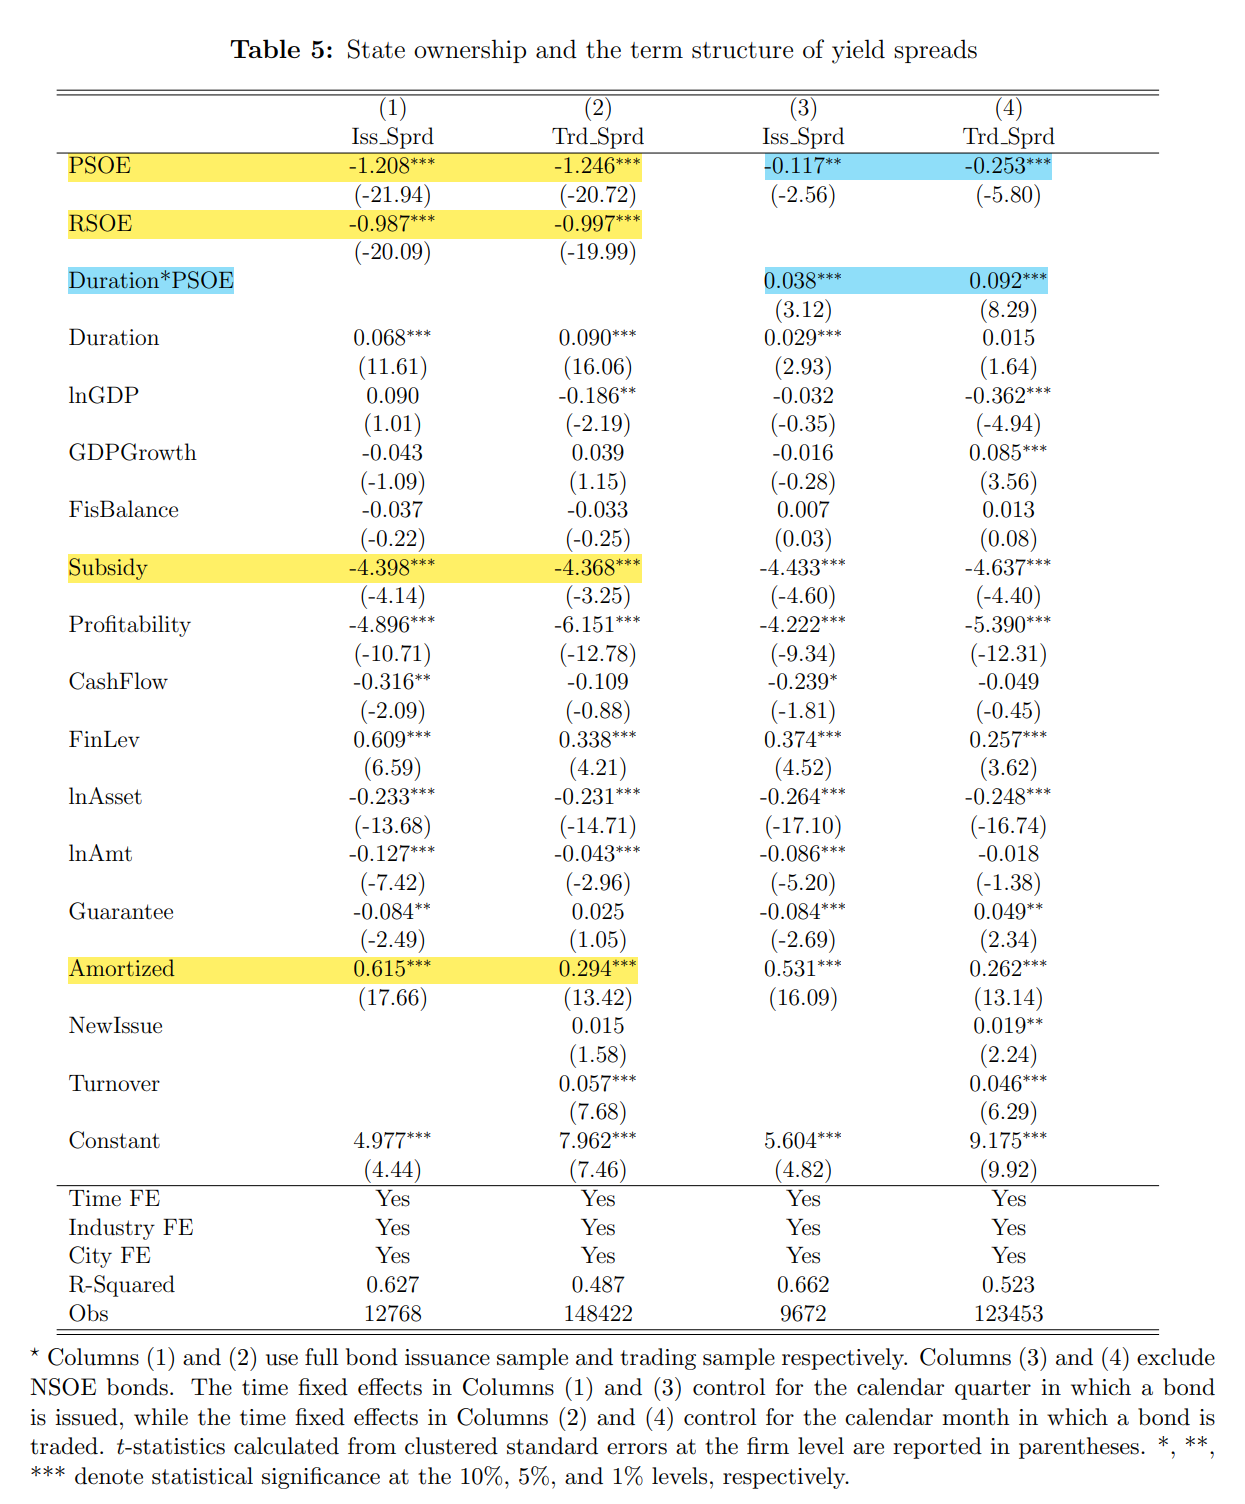 Table 5: State ownership and the term structure of yield spreads
(1) (2) (3) (4)
Iss_Sprd Trd_Sprd Iss_Sprd Trd_Sprd
PSOE -1.208*** -1.246*** -0.117** -0.253***
(-21.94) (-20.72) (-2.56) (-5.80)
RSOE -0.987*** -0.997***
(-20.09) (-19.99)
Duration*PSOE 0.038*** 0.092***
(3.12) (8.29)
Duration 0.068*** 0.090*** 0.029*** 0.015
(11.61) (16.06) (2.93) (1.64)
lnGDP 0.090 -0.186** -0.032 -0.362***
(1.01) (-2.19) (-0.35) (-4.94)
GDPGrowth -0.043 0.039 -0.016 0.085***
(-1.09) (1.15) (-0.28) (3.56)
FisBalance -0.037 -0.033 0.007 0.013
(-0.22) (-0.25) (0.03) (0.08)
Subsidy -4.398*** -4.368*** -4.433*** -4.637***
(-4.14) (-3.25) (-4.60) (-4.40)
Profitability -4.896*** -6.151*** -4.222*** -5.390***
(-10.71) (-12.78) (-9.34) (-12.31)
CashFlow -0.316** -0.109 -0.239* -0.049
(-2.09) (-0.88) (-1.81) (-0.45)
FinLev 0.609*** 0.338*** 0.374*** 0.257***
(6.59) (4.21) (4.52) (3.62)
lnAsset -0.233*** -0.231*** -0.264*** -0.248***
(-13.68) (-14.71) (-17.10) (-16.74)
lnAmt -0.127*** -0.043*** -0.086*** -0.018
(-7.42) (-2.96) (-5.20) (-1.38)
Guarantee -0.084** 0.025 -0.084*** 0.049**
(-2.49) (1.05) (-2.69) (2.34)
Amortized 0.615*** 0.294*** 0.531*** 0.262***
(17.66) (13.42) (16.09) (13.14)
NewIssue 0.015 0.019**
(1.58) (2.24)
Turnover 0.057*** 0.046***
(7.68) (6.29)
Constant 4.977*** 7.962*** 5.604*** 9.175***
(4.44) (7.46) (4.82) (9.92)
Time FE Yes Yes Yes Yes
Industry FE Yes Yes Yes Yes
City FE Yes Yes Yes Yes
R-Squared 0.627 0.487 0.662 0.523
Obs 12768 148422 9672 123453
* Columns (1) and (2) use full bond issuance sample and trading sample respectively. Columns (3) and (4) exclude
NSOE bonds. The time fixed effects in Columns (1) and (3) control for the calendar quarter in which a bond
is issued, while the time fixed effects in Columns (2) and (4) control for the calendar month in which a bond is
traded. t-statistics calculated from clustered standard errors at the firm level are reported in parentheses. *, **,
*** denote statistical significance at the 10%, 5%, and 1% levels, respectively.